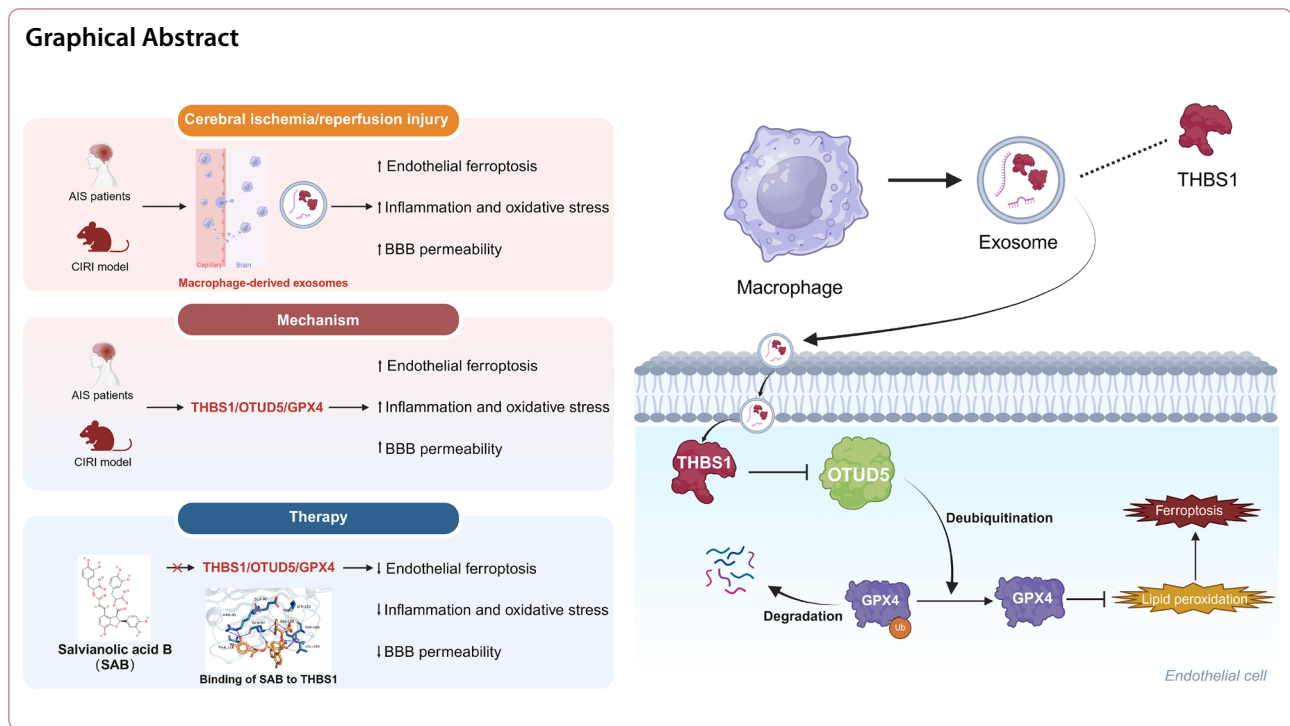 Graphical Abstract
Cerebral ischemia/reperfusion injury
AIS patients
CIRI model
Capillary
Brain
Macrophage-derived exosomes
↑ Endothelial ferroptosis
↑ Inflammation and oxidative stress
↑ BBB permeability
Mechanism
AIS patients
CIRI model
THBS1/OTUD5/GPX4
↑ Endothelial ferroptosis
↑ Inflammation and oxidative stress
↑ BBB permeability
Therapy
Salvianolic acid B
(SAB)
THBS1/OTUD5/GPX4
Binding of SAB to THBS1
↓ Endothelial ferroptosis
↓ Inflammation and oxidative stress
↓ BBB permeability
Macrophage
Exosome
THBS1
THBS1
OTUD5
Deubiquitination
Degradation
GPX4
Ub
GPX4
Ferroptosis
Lipid peroxidation
Endothelial cell